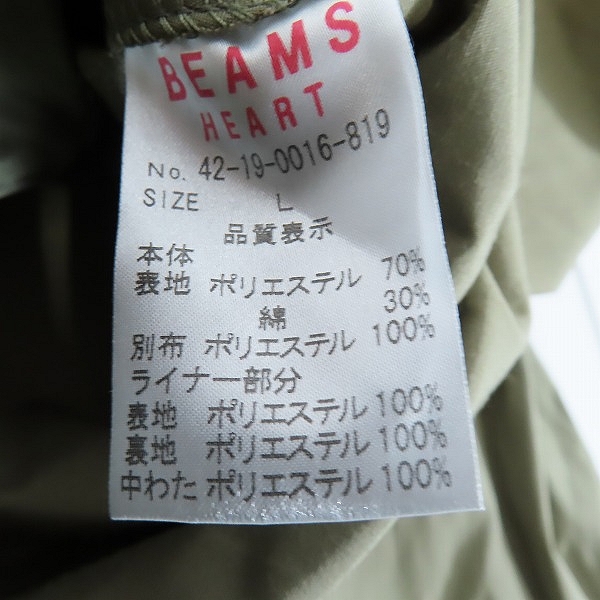 BEAMS
HEART
No. 42-19-0016-819
SIZE L
品質表示
本体
表地 ポリエステル 70%
綿 30%
別布 ポリエステル 100%
ライナー部分
表地 ポリエステル 100%
裏地 ポリエステル 100%
中わた ポリエステル 100%